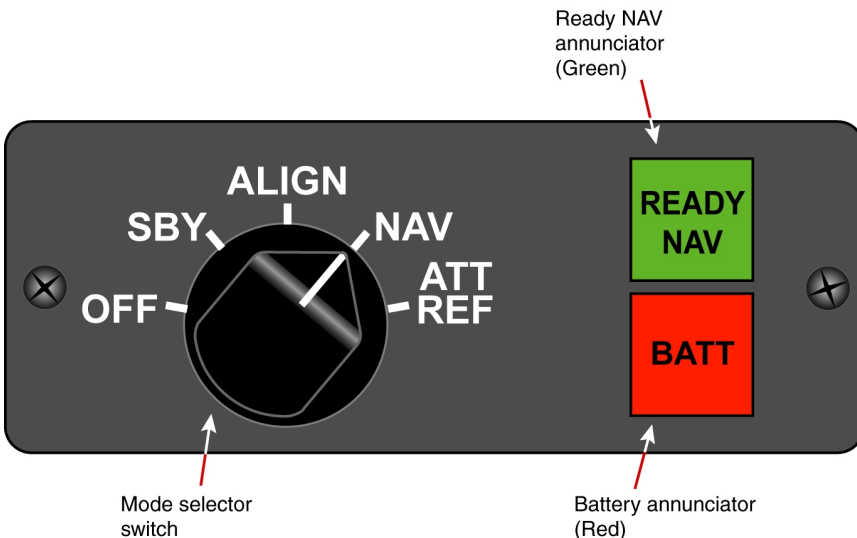 Ready NAV
annunciator
(Green)
ALIGN
SBY
NAV
OFF
ATT
REF
READY
NAV
BATT
Mode selector
switch
Battery annunciator
(Red)